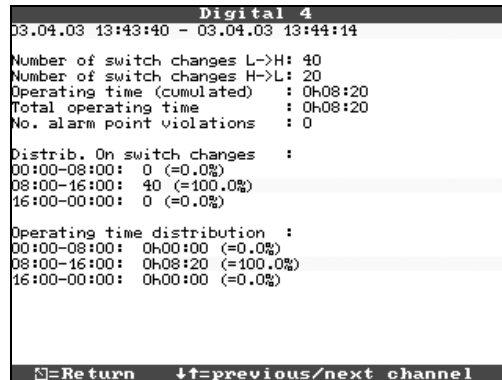 Digital 4
03.04.03 13:43:40 - 03.04.03 13:44:14
Number of switch changes L->H: 40
Number of switch changes H->L: 20
Operating time (cumulated) : 0h08:20
Total operating time : 0h08:20
No. alarm point violations : 0
Distrib. On switch changes :
00:00-08:00: 0 (=0.0%)
08:00-16:00: 40 (=100.0%)
16:00-00:00: 0 (=0.0%)
Operating time distribution :
00:00-08:00: 0h00:00 (=0.0%)
08:00-16:00: 0h08:20 (=100.0%)
16:00-00:00: 0h00:00 (=0.0%)
=Return ↓↑=previous/next channel